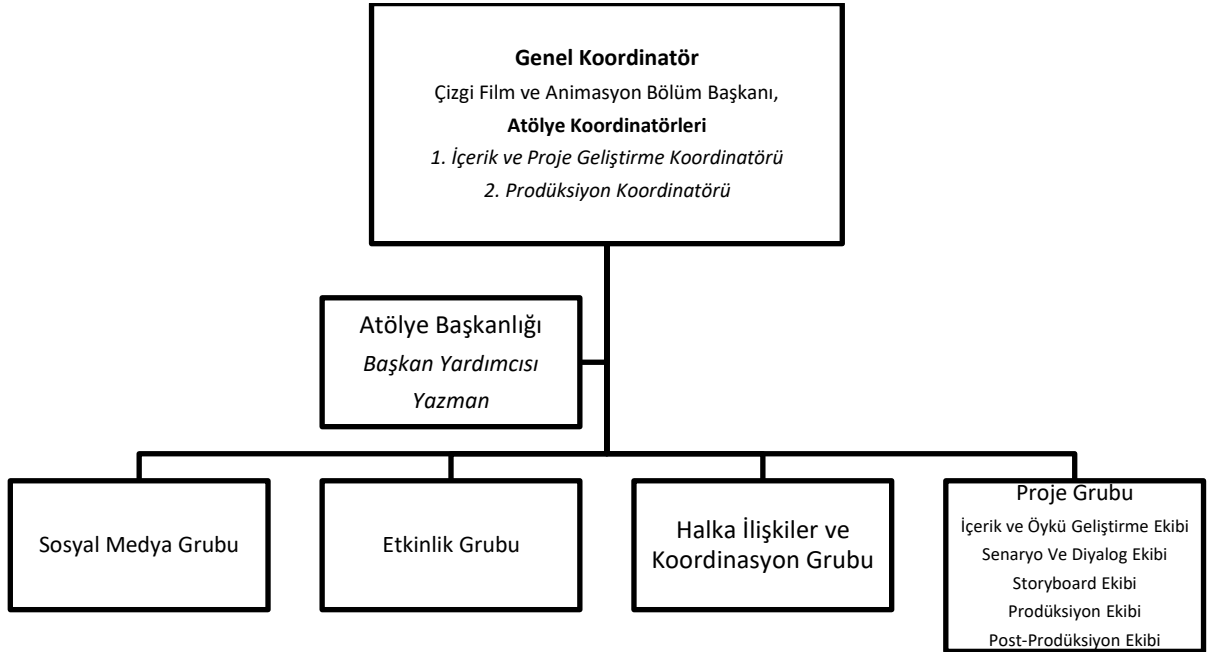 Genel Koordinatör
Çizgi Film ve Animasyon Bölüm Başkanı,
Atölye Koordinatörleri
1. İçerik ve Proje Geliştirme Koordinatörü
2. Prodüksiyon Koordinatörü
Atölye Başkanlığı
Başkan Yardımcısı
Yazman
Sosyal Medya Grubu
Etkinlik Grubu
Halka İlişkiler ve
Koordinasyon Grubu
Proje Grubu
İçerik ve Öykü Geliştirme Ekibi
Senaryo Ve Diyalog Ekibi
Storyboard Ekibi
Prodüksiyon Ekibi
Post-Prodüksiyon Ekibi